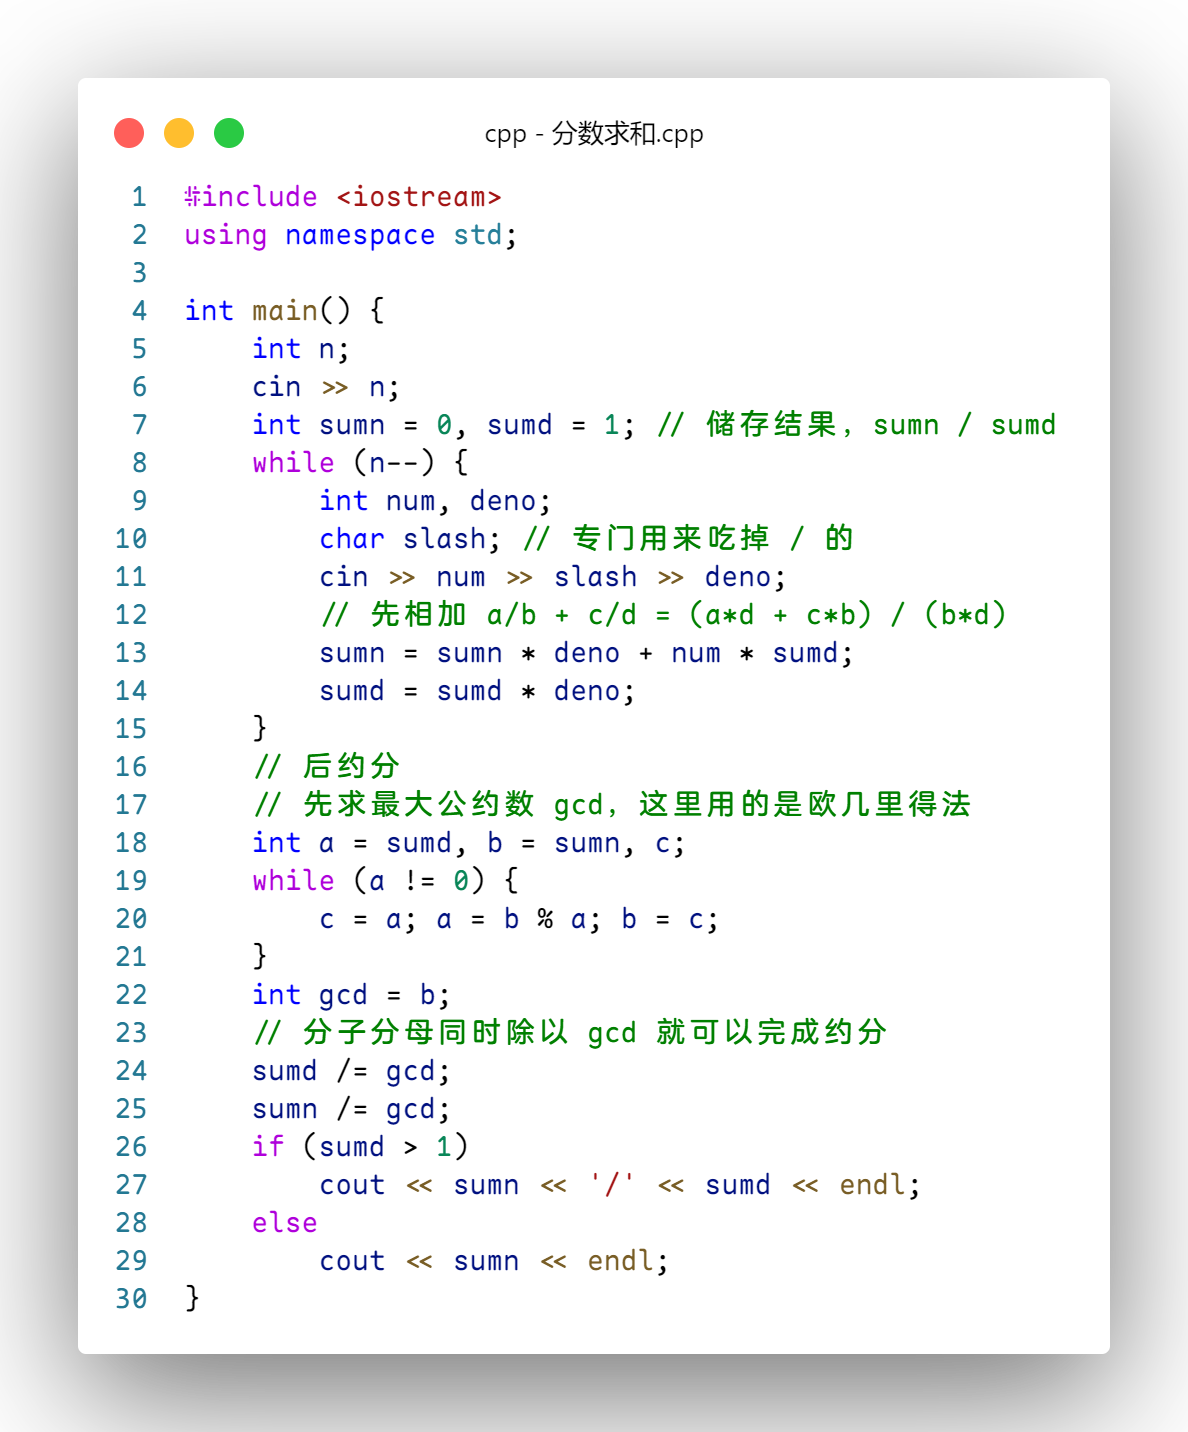 cpp - 分数求和.cpp
1 #include <iostream>
2 using namespace std;
3
4 int main() {
5     int n;
6     cin >> n;
7     int sumn = 0, sumd = 1; // 储存结果，sumn / sumd
8     while (n--) {
9         int num, deno;
10         char slash; // 专门用来吃掉 / 的
11         cin >> num >> slash >> deno;
12         // 先相加 a/b + c/d = (a*d + c*b) / (b*d)
13         sumn = sumn * deno + num * sumd;
14         sumd = sumd * deno;
15     }
16     // 后约分
17     // 先求最大公约数 gcd，这里用的是欧几里得法
18     int a = sumd, b = sumn, c;
19     while (a != 0) {
20         c = a; a = b % a; b = c;
21     }
22     int gcd = b;
23     // 分子分母同时除以 gcd 就可以完成约分
24     sumd /= gcd;
25     sumn /= gcd;
26     if (sumd > 1)
27         cout << sumn << '/' << sumd << endl;
28     else
29         cout << sumn << endl;
30 }